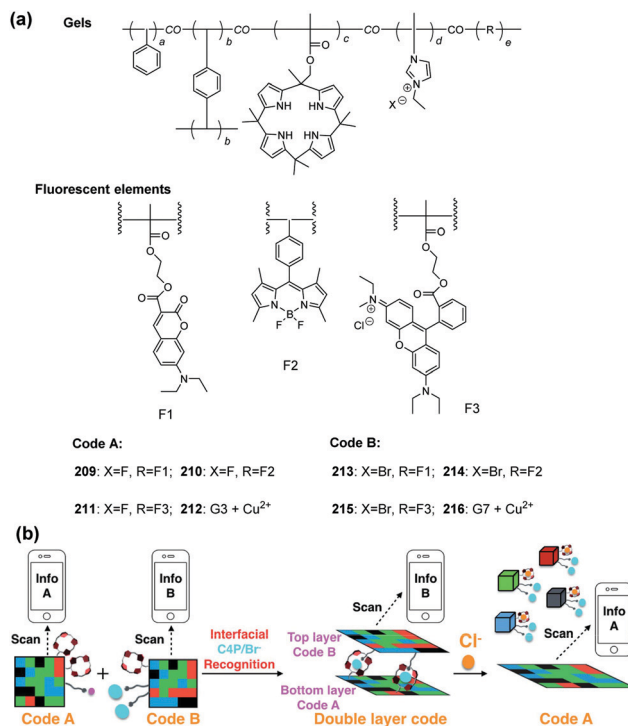 (a)
Gels
a CO b CO c CO d CO R e
O O
N
N
X⊖ ⊕
NH HN
NH HN
b
Fluorescent elements
O O
O
O O
O O
N
F1
N N
B
F F
F2
O O
O
O
O
N ⊕
Cl⊖
O
N
F3
Code A:
209: X=F, R=F1; 210: X=F, R=F2
211: X=F, R=F3; 212: G3 + Cu2+
Code B:
213: X=Br, R=F1; 214: X=Br, R=F2
215: X=Br, R=F3; 216: G7 + Cu2+
(b)
Info A
Scan
Code A
+
Info B
Scan
Code B
Interfacial
C4P/Br-
Recognition
Info B
Scan
Top layer
Code B
Bottom layer
Code A
Double layer code
Cl-
Info A
Scan
Code A